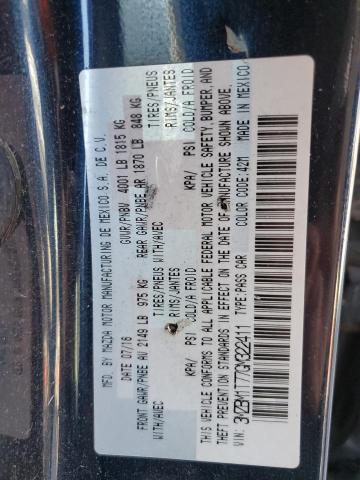 MFD. BY MAZDA MOTOR MANUFACTURING DE MEXICO S.A. DE C.V.
DATE 07/16 GVWR/PNBV 4001 LB 1815 KG
FRONT GAWR/PNBE AV 2149 LB 975 KG REAR GAWR/PNBE AR 1870 LB 848 KG
WITH/AVEC TIRES/PNEUS WITH/AVEC TIRES/PNEUS
RIMS/JANTES RIMS/JANTES
KPA/ PSI COLD/A FROID KPA/ PSI COLD/A FROID
THIS VEHICLE CONFORMS TO ALL APPLICABLE FEDERAL MOTOR VEHICLE SAFETY, BUMPER, AND
THEFT PREVENTION STANDARDS IN EFFECT ON THE DATE OF MANUFACTURE SHOWN ABOVE.
VIN: 3MZBM1T77GM322411 TYPE:PASS CAR COLOR CODE:42M MADE IN MEXICO